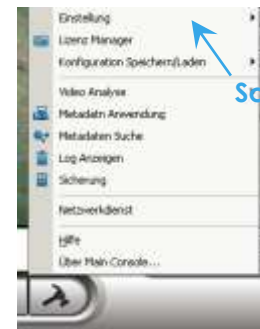 Einstellung
Lizenz Manager
Konfiguration Speichern/Laden
Sc
Video Analyse
Metadatn Anwendung
Metadaten Suche
Log Anzeigen
Sicherung
Netzwerkdienst
Hilfe
Über Main Console...